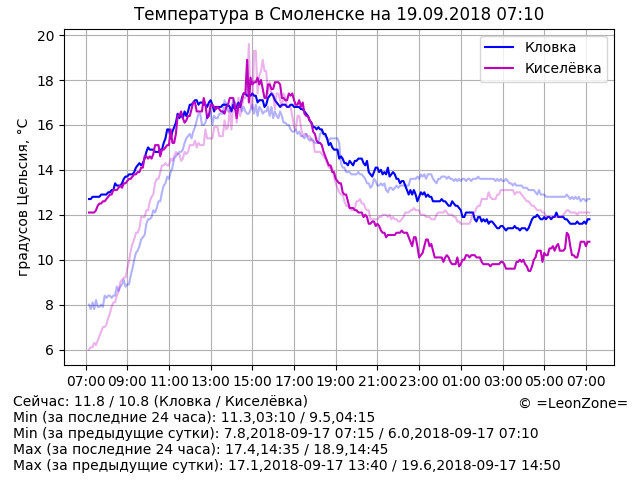 Температура в Смоленске на 19.09.2018 07:10
градусов Цельсия, °C
20
18
16
14
12
10
8
6
Кловка
Киселёвка
07:00 09:00 11:00 13:00 15:00 17:00 19:00 21:00 23:00 01:00 03:00 05:00 07:00
Сейчас: 11.8 / 10.8 (Кловка / Киселёвка)
© =LeonZone=
Min (за последние 24 часа): 11.3,03:10 / 9.5,04:15
Min (за предыдущие сутки): 7.8,2018-09-17 07:15 / 6.0,2018-09-17 07:10
Max (за последние 24 часа): 17.4,14:35 / 18.9,14:45
Max (за предыдущие сутки): 17.1,2018-09-17 13:40 / 19.6,2018-09-17 14:50